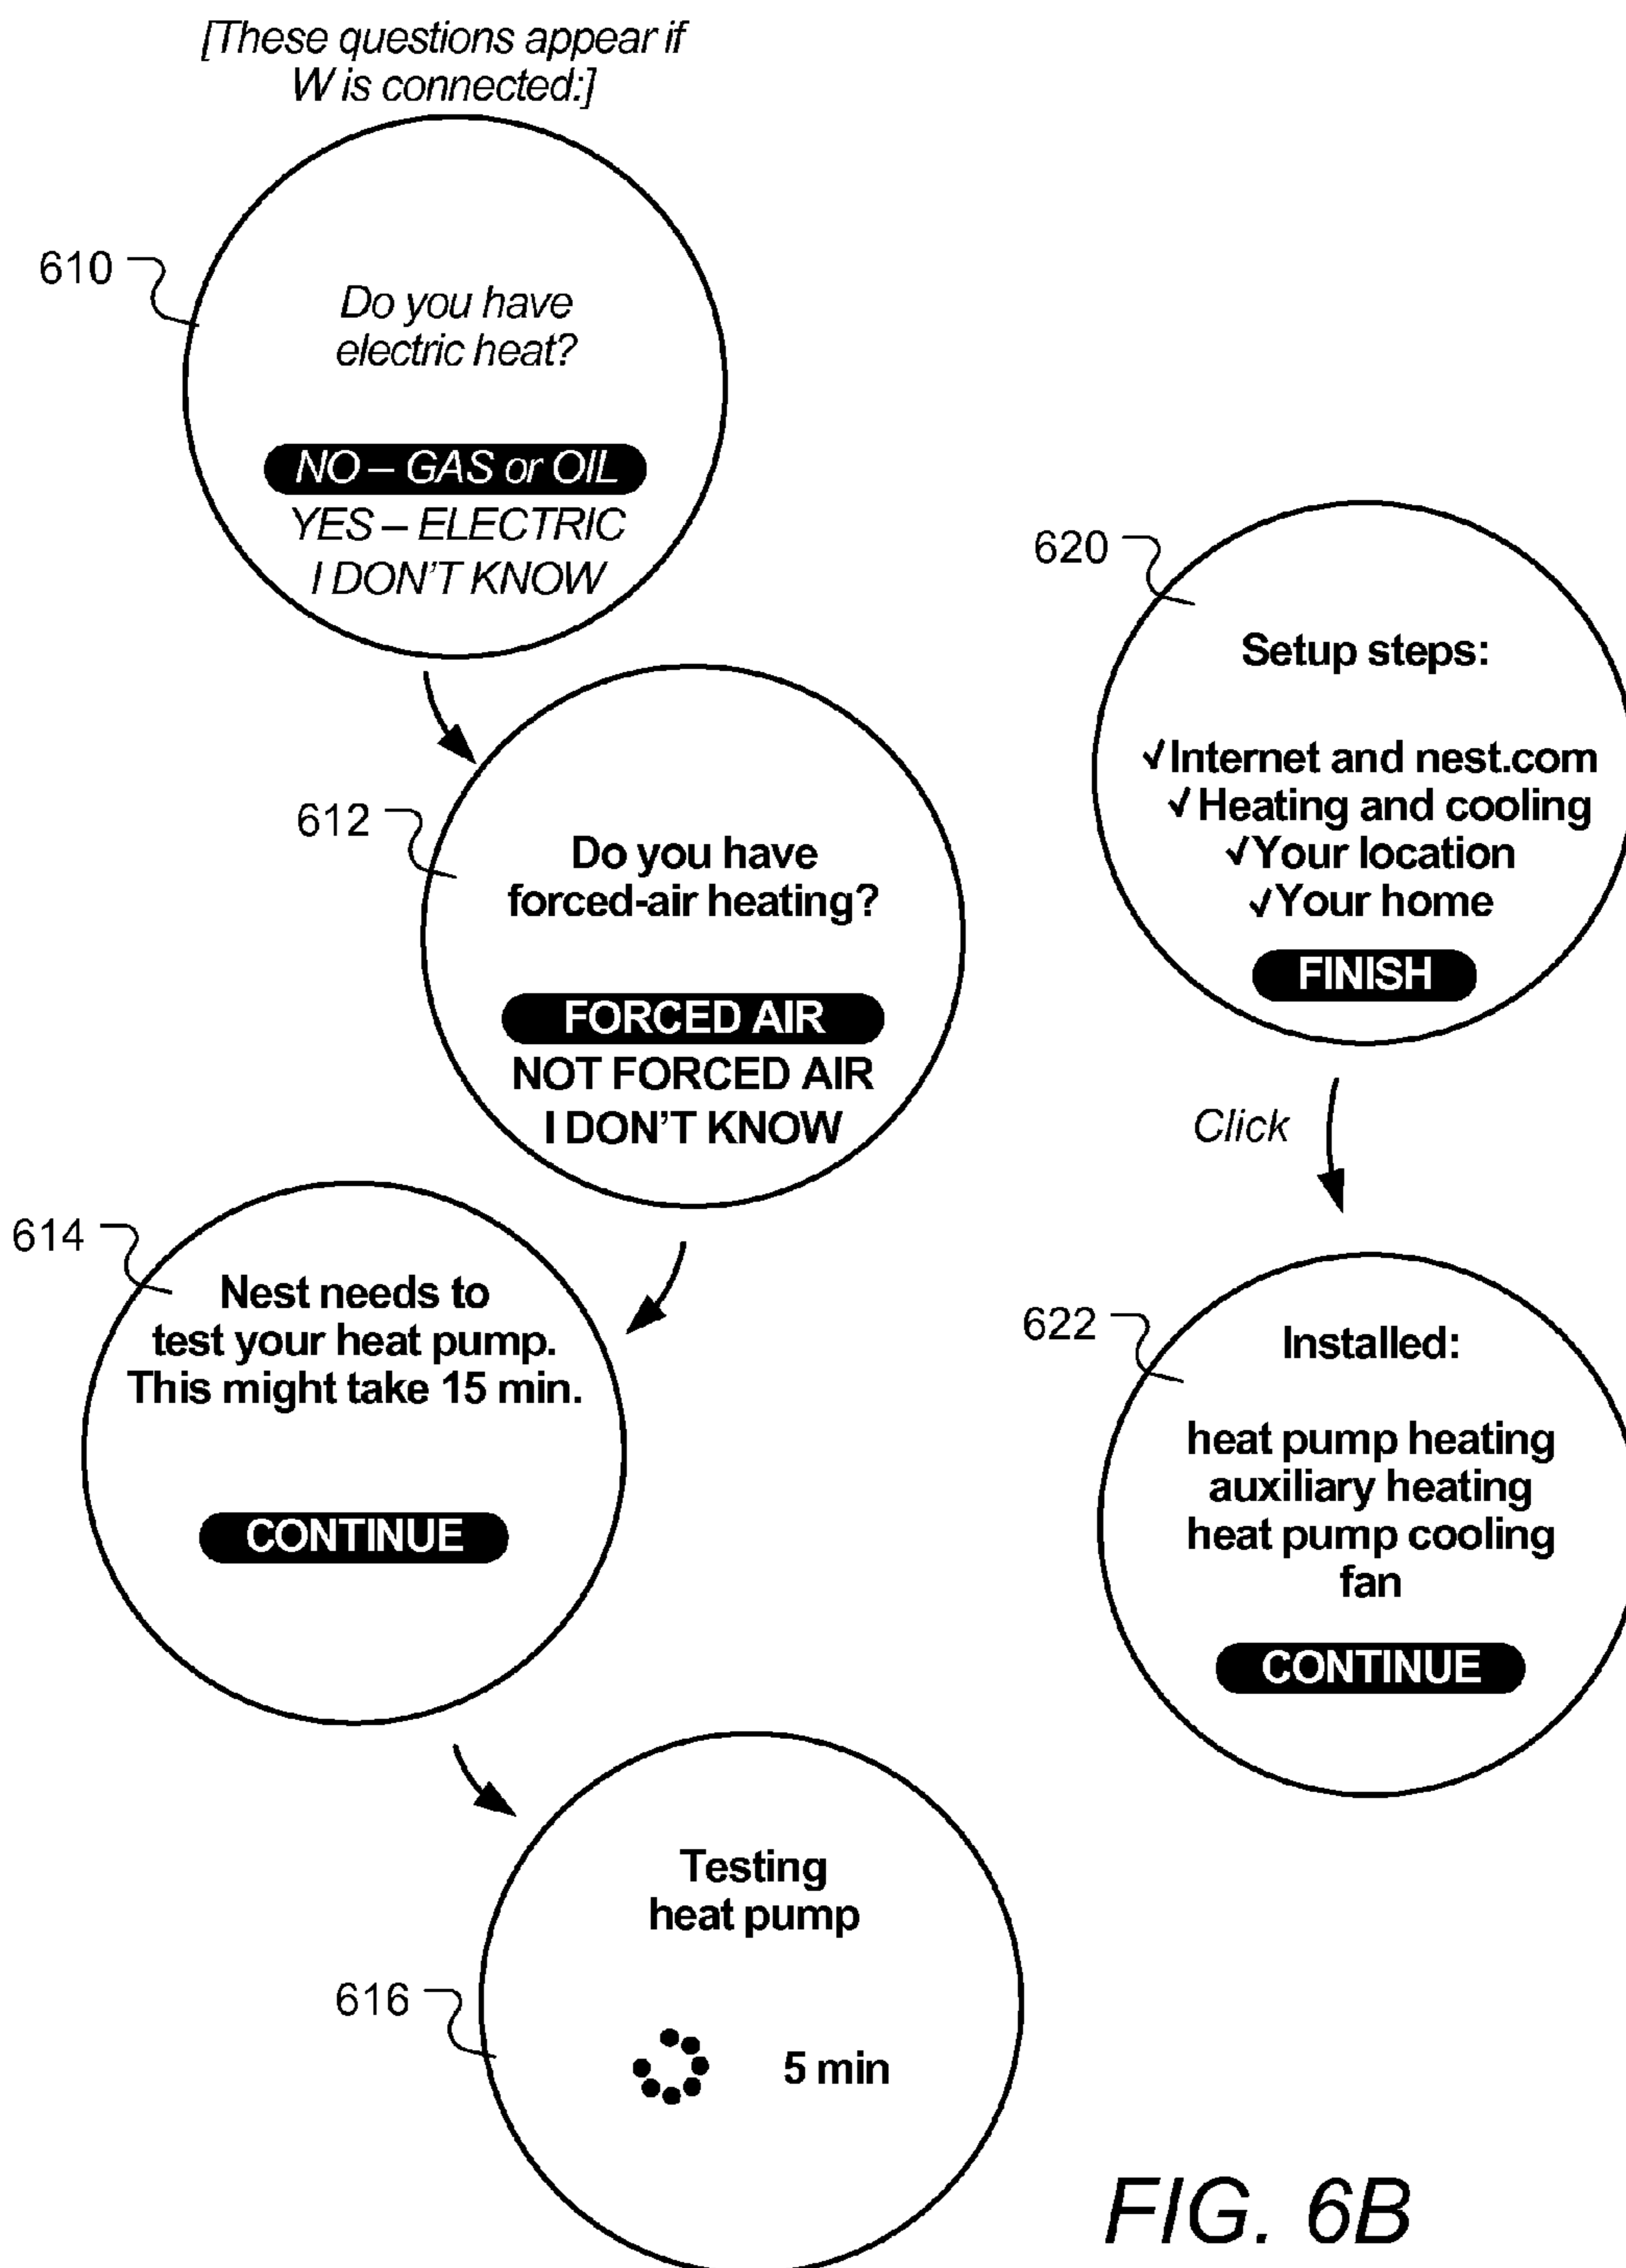 [These questions appear if
W is connected:]
610
Do you have
electric heat?
NO – GAS or OIL
YES – ELECTRIC
I DON'T KNOW
612
Do you have
forced-air heating?
FORCED AIR
NOT FORCED AIR
I DON'T KNOW
614
Nest needs to
test your heat pump.
This might take 15 min.
CONTINUE
616
Testing
heat pump
5 min
620
Setup steps:
√Internet and nest.com
√Heating and cooling
√Your location
√Your home
FINISH
Click
622
Installed:
heat pump heating
auxiliary heating
heat pump cooling
fan
CONTINUE
FIG. 6B